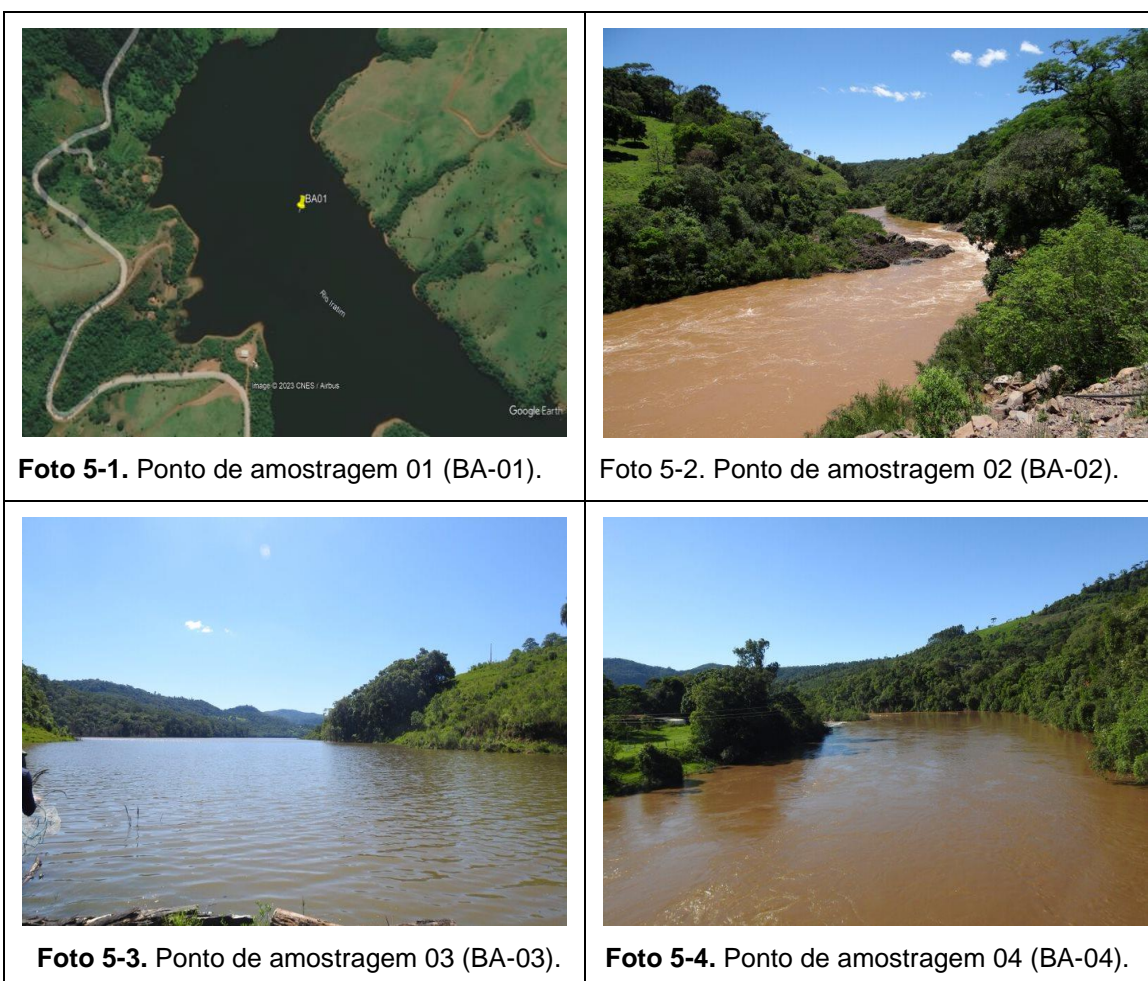 BA01
Rio Iratim
Image © 2023 CNES / Airbus
Google Earth
Foto 5-1. Ponto de amostragem 01 (BA-01).
Foto 5-2. Ponto de amostragem 02 (BA-02).
Foto 5-3. Ponto de amostragem 03 (BA-03).
Foto 5-4. Ponto de amostragem 04 (BA-04).